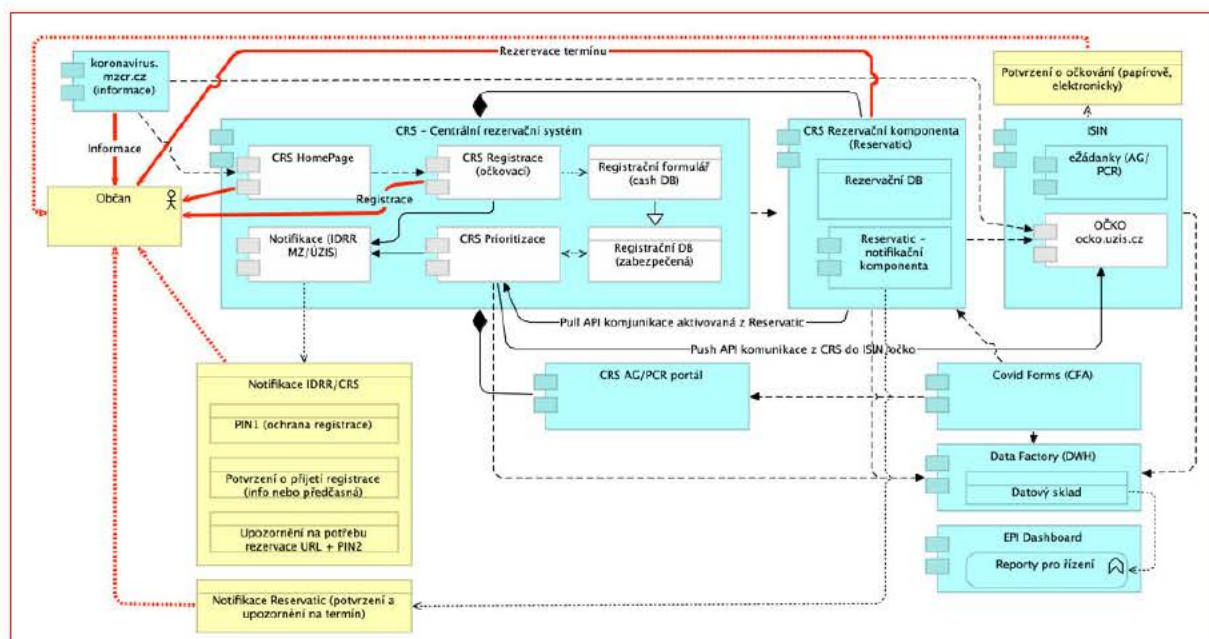 Rezerevace termínu
koronavirus.
mzcr.cz
(informace)
Potvrzení o očkování (papírově,
elektronicky)
Informace
CRS – Centrální rezervační systém
CRS HomePage
CRS Registrace
(očkovací)
Registrační formulář
(cash DB)
CRS Rezervační komponenta
(Reservatic)
Rezervační DB
ISIN
eŽádanky (AG/
PCR)
Občan
Registrace
Notifikace (IDRR
MZ/ÚZIS)
CRS Prioritizace
Registrační DB
(zabezpečená)
Reservatic –
notifikační
komponenta
OČKO
ocko.uzis.cz
Pull API komjunikace aktivovaná z Reservatic
Push API komunikace z CRS do ISIN/očko
Notifikace IDRR/CRS
PIN1 (ochrana registrace)
Potvrzení o přijetí registrace
(info nebo předčasná)
Upozornění na potřebu
rezervace URL + PIN2
CRS AG/PCR portál
Covid Forms (CFA)
Data Factory (DWH)
Datový sklad
EPI Dashboard
Reporty pro řízení
Notifikace Reservatic (potvrzení a
upozornění na termín)